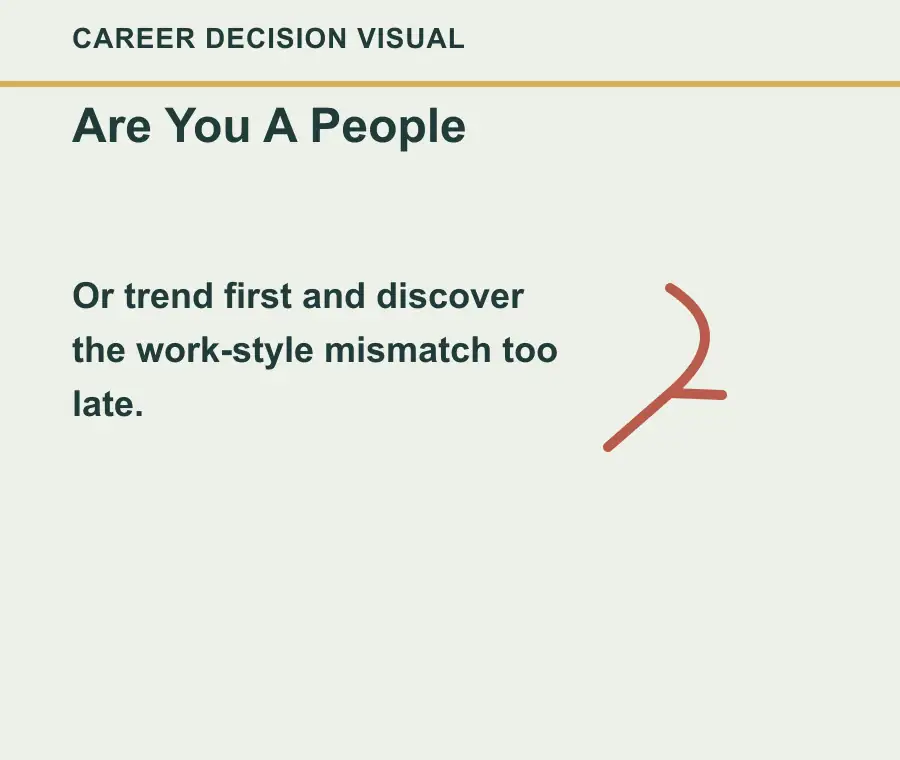 CAREER DECISION VISUAL
Are You A People
Or trend first and discover
the work-style mismatch too
late.